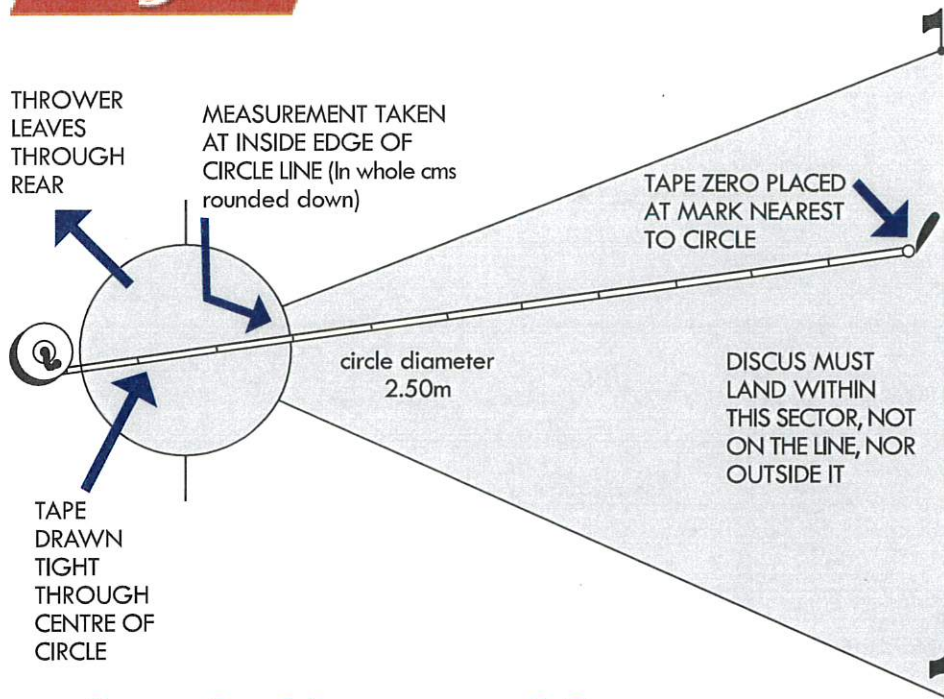 THROWER
LEAVES
THROUGH
REAR
MEASUREMENT TAKEN
AT INSIDE EDGE OF
CIRCLE LINE (In whole cms
rounded down)
TAPE ZERO PLACED
AT MARK NEAREST
TO CIRCLE
circle diameter
2.50m
DISCUS MUST
LAND WITHIN
THIS SECTOR, NOT
ON THE LINE, NOR
OUTSIDE IT
TAPE
DRAWN
TIGHT
THROUGH
CENTRE OF
CIRCLE